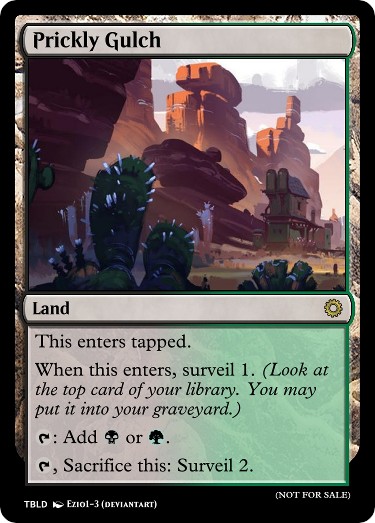 Prickly Gulch
Land
This enters tapped.
When this enters, surveil 1. (Look at
the top card of your library. You may
put it into your graveyard.)
: Add or .
, Sacrifice this: Surveil 2.
(NOT FOR SALE)
TBLD Ezio1-3 (deviantart)